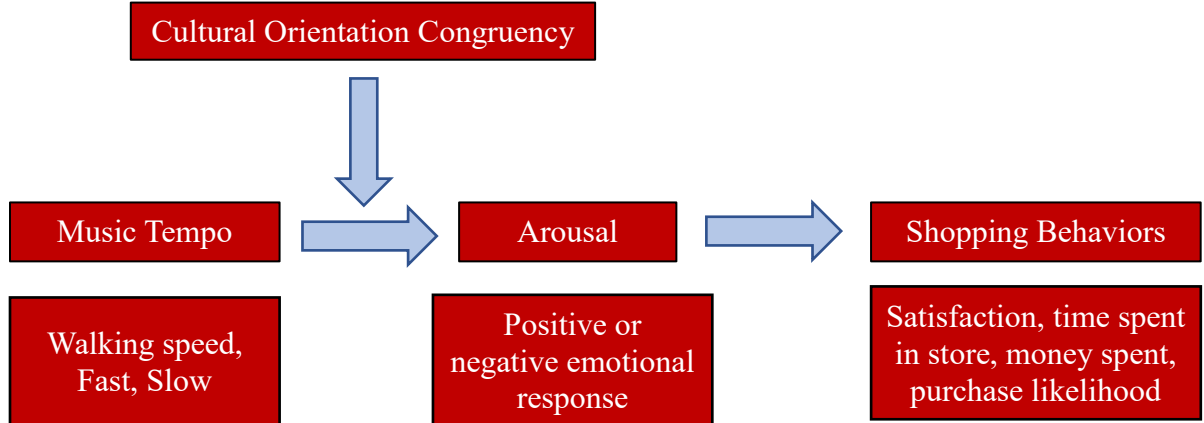 Cultural Orientation Congruency
Music Tempo
Arousal
Shopping Behaviors
Walking speed,
Fast, Slow
Positive or
negative emotional
response
Satisfaction, time spent
in store, money spent,
purchase likelihood